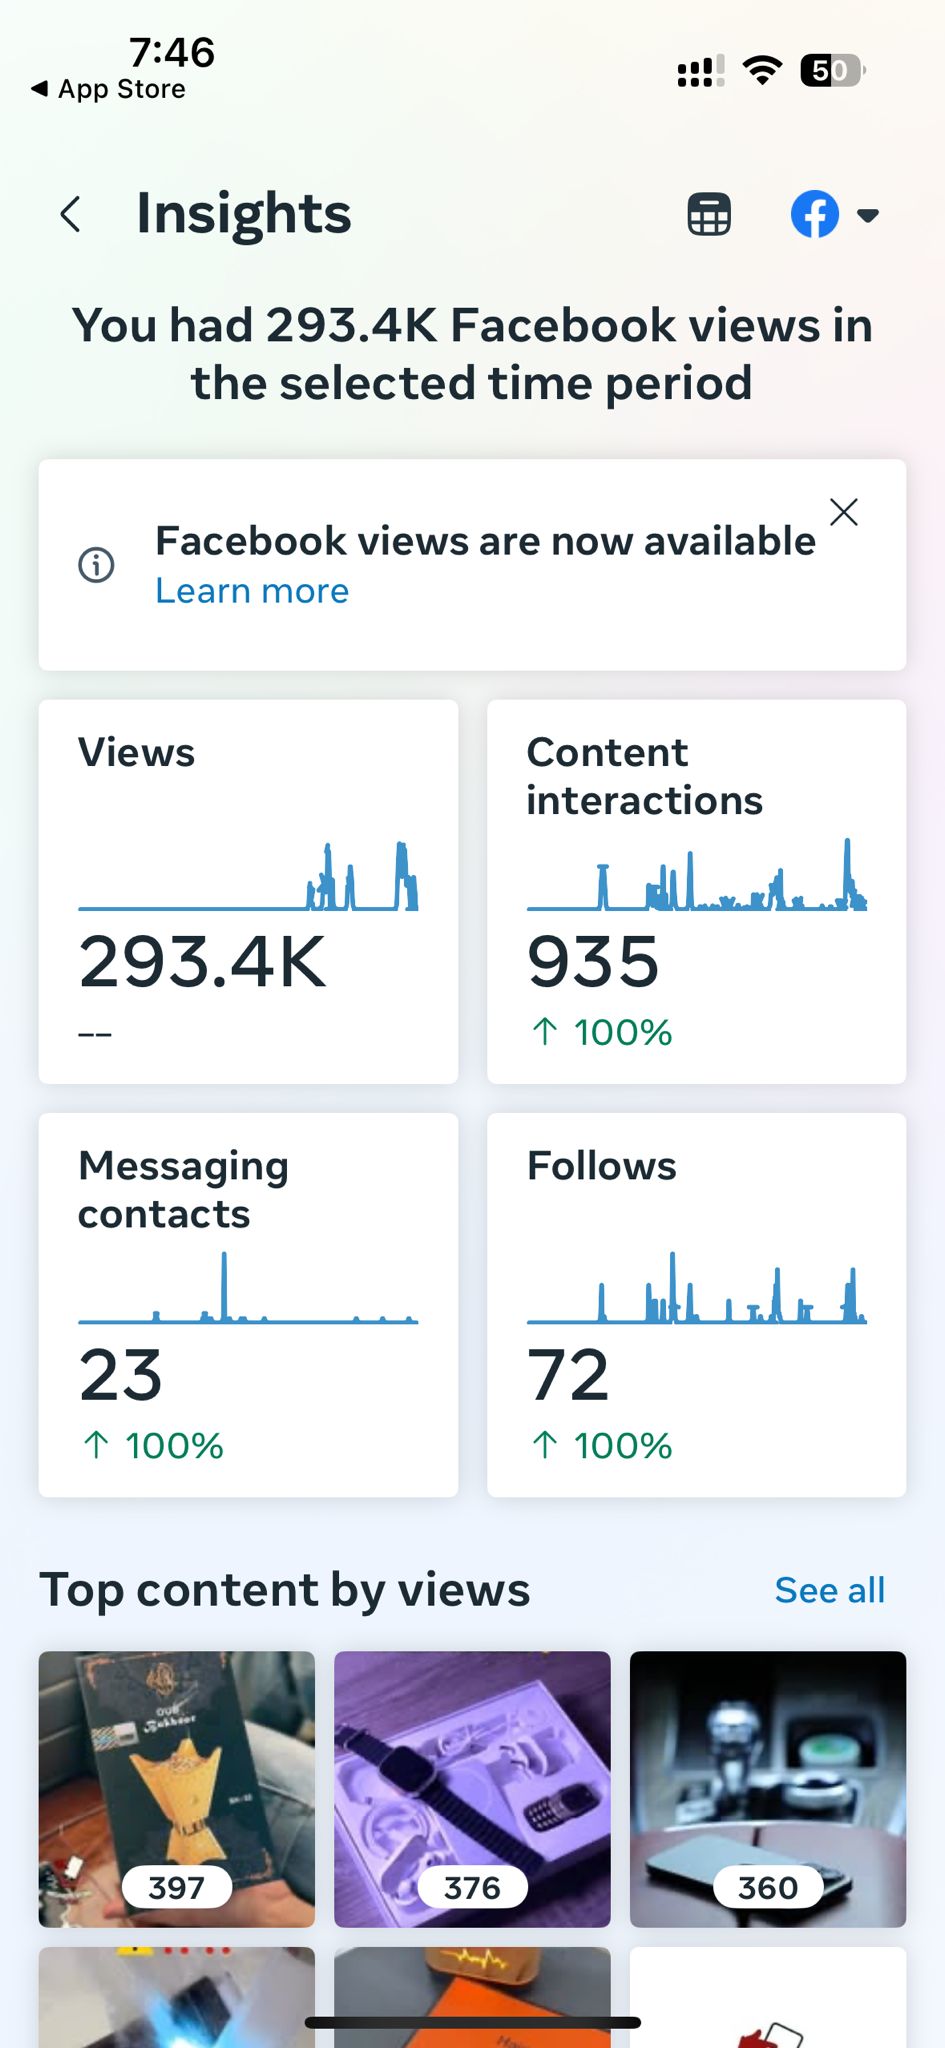 7:46
50
◀ App Store
Insights
You had 293.4K Facebook views in
the selected time period
Facebook views are now available
Learn more
Views
293.4K
--
Content
interactions
935
↑ 100%
Messaging
contacts
23
↑ 100%
Follows
72
↑ 100%
Top content by views
See all
OUD
Bakhoor
397
376
360